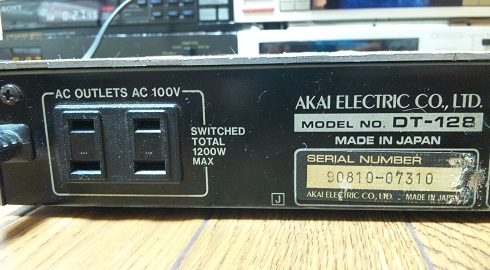 SONY
AC OUTLETS AC 100V
SWITCHED
TOTAL
1200W
MAX
AKAI ELECTRIC CO., LTD.
MODEL NO. DT-128
MADE IN JAPAN
SERIAL NUMBER
90810-07310
AKAI ELECTRIC CO., LTD. MADE IN JAPAN
J